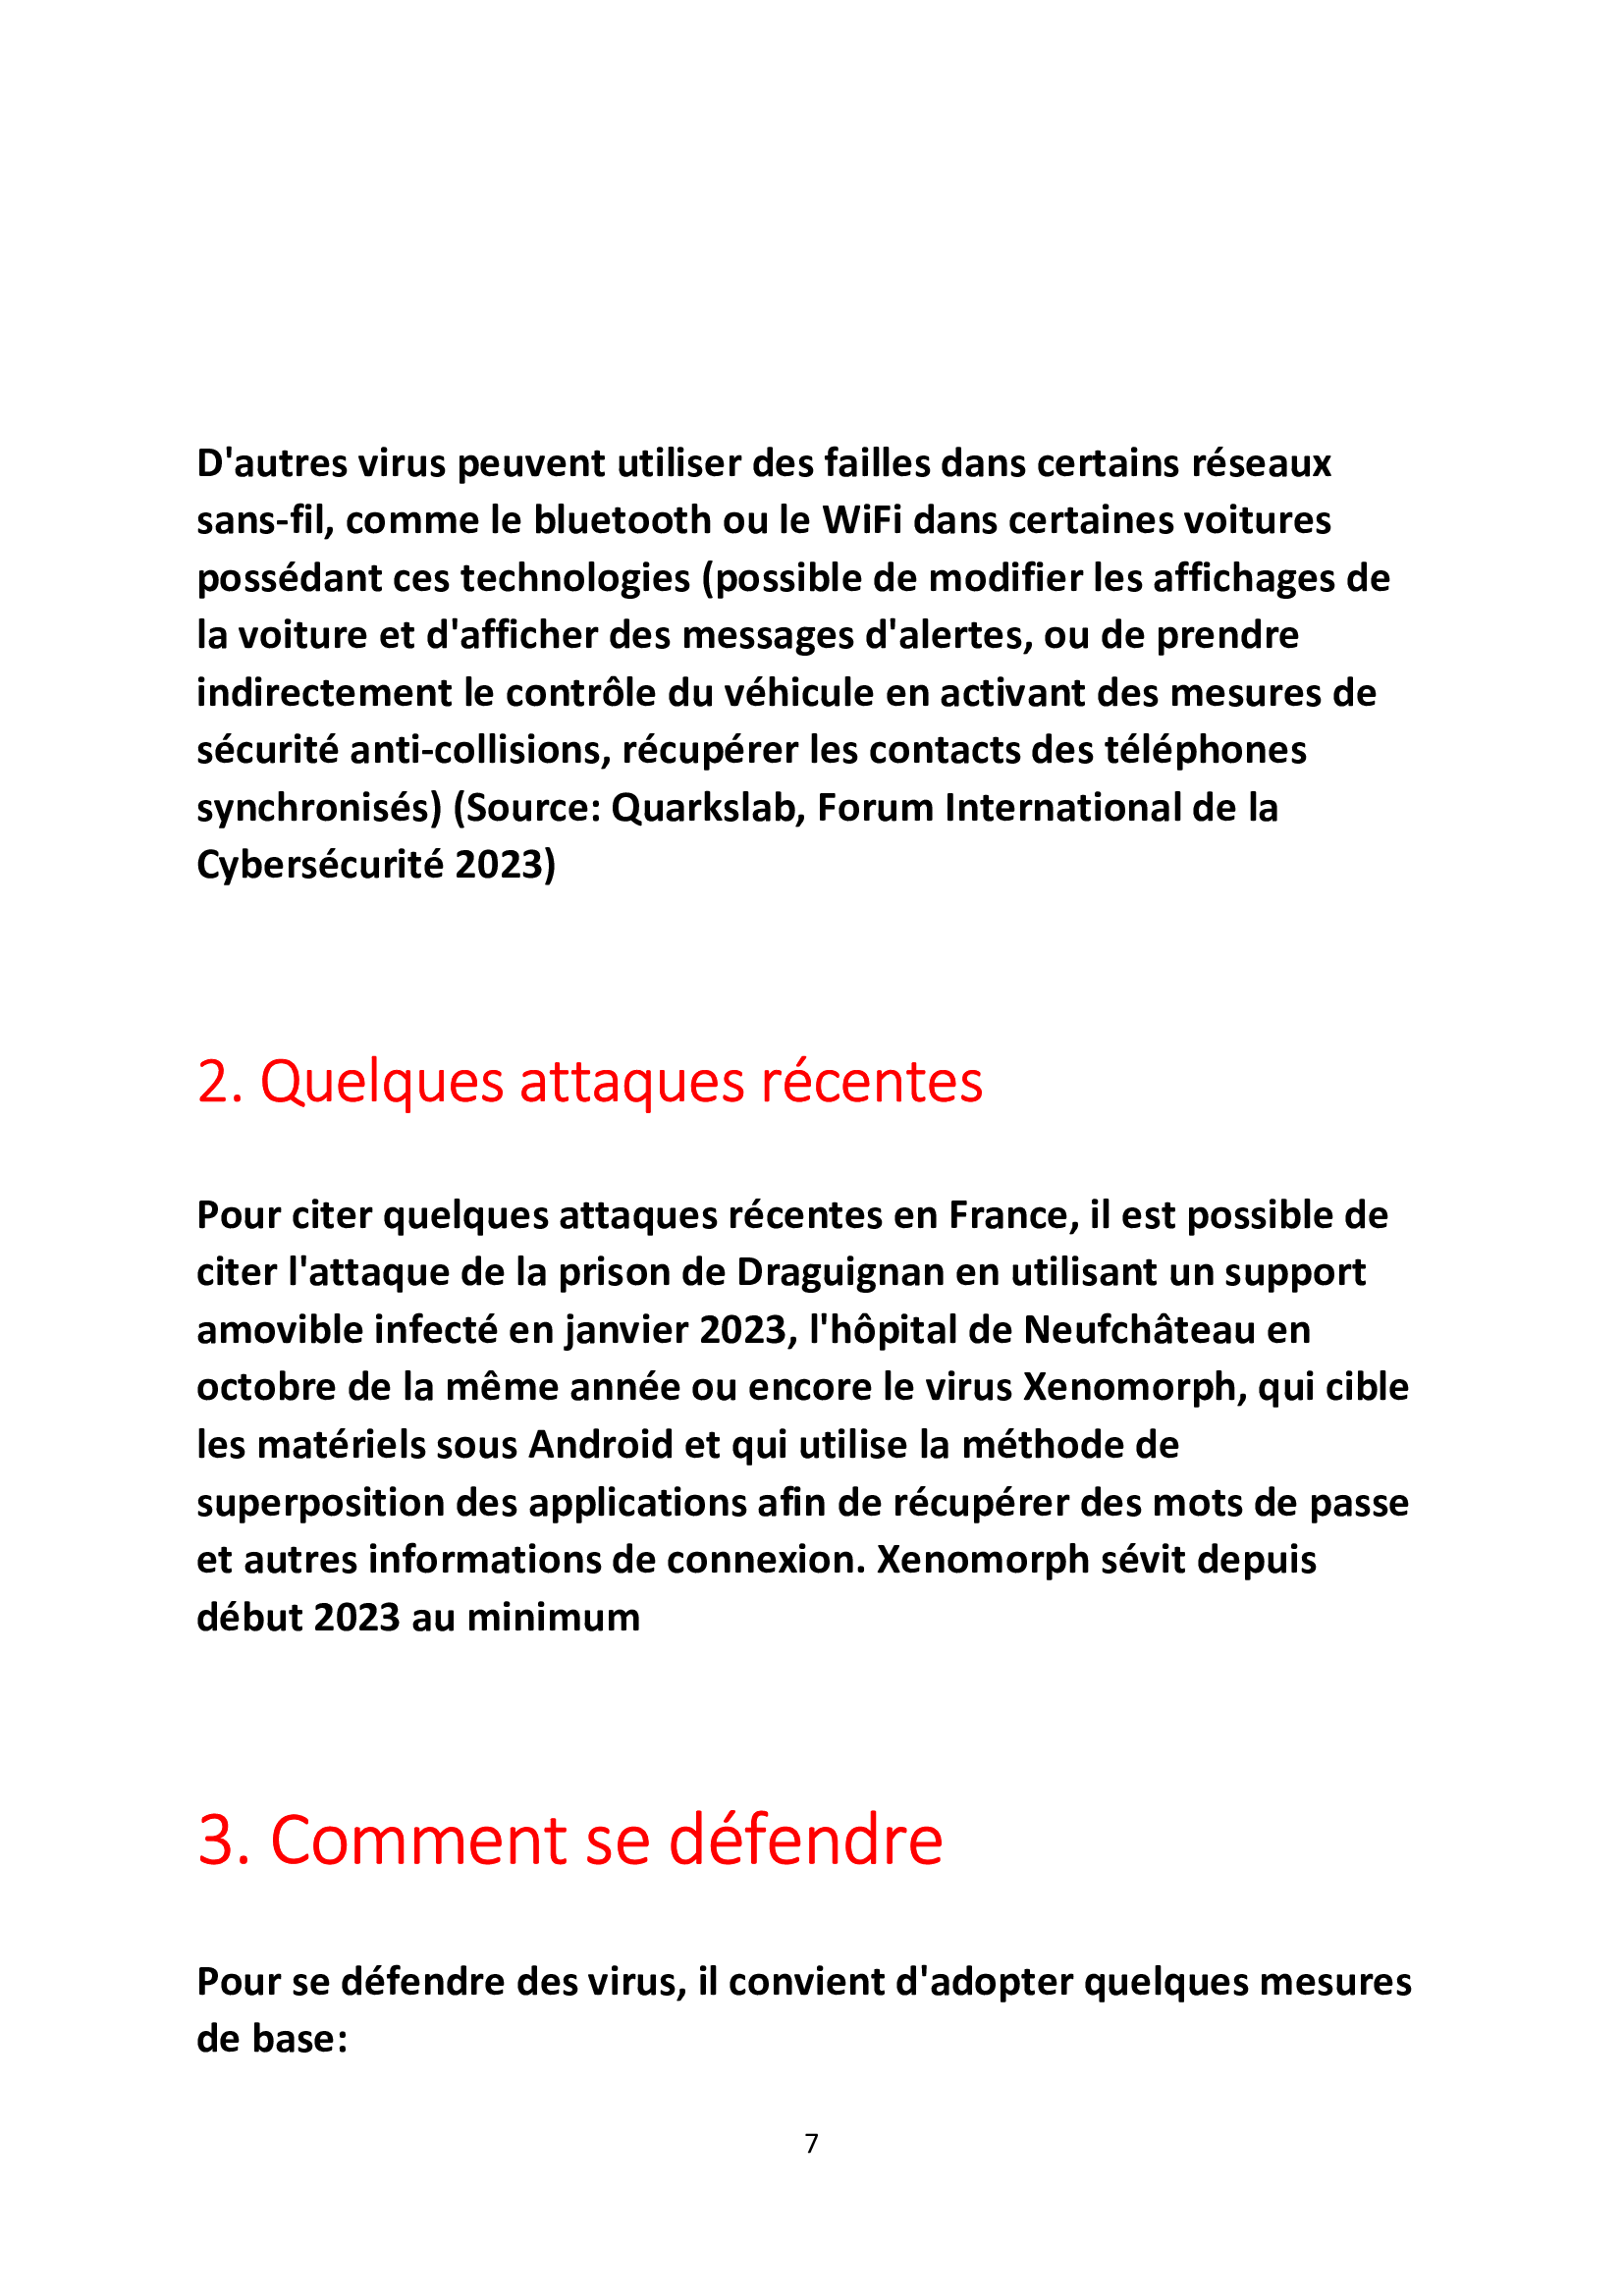 D'autres virus peuvent utiliser des failles dans certains réseaux
sans-fil, comme le bluetooth ou le WiFi dans certaines voitures
possédant ces technologies (possible de modifier les affichages de
la voiture et d'afficher des messages d'alertes, ou de prendre
indirectement le contrôle du véhicule en activant des mesures de
sécurité anti-collisions, récupérer les contacts des téléphones
synchronisés) (Source: Quarkslab, Forum International de la
Cybersécurité 2023)
2. Quelques attaques récentes
Pour citer quelques attaques récentes en France, il est possible de
citer l'attaque de la prison de Draguignan en utilisant un support
amovible infecté en janvier 2023, l'hôpital de Neufchâteau en
octobre de la même année ou encore le virus Xenomorph, qui cible
les matériels sous Android et qui utilise la méthode de
superposition des applications afin de récupérer des mots de passe
et autres informations de connexion. Xenomorph sévit depuis
début 2023 au minimum
3. Comment se défendre
Pour se défendre des virus, il convient d'adopter quelques mesures
de base:
7